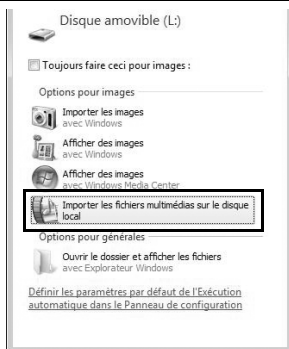 Disque amovible (L:)
Toujours faire ceci pour images :
Options pour images
Importer les images
avec Windows
Afficher des images
avec Windows
Afficher des images
avec Windows Media Center
Importer les fichiers multimédias sur le disque
local
Options pour générales
Ouvrir le dossier et afficher les fichiers
avec Explorateur Windows
Définir les paramètres par défaut de l'Exécution
automatique dans le Panneau de configuration